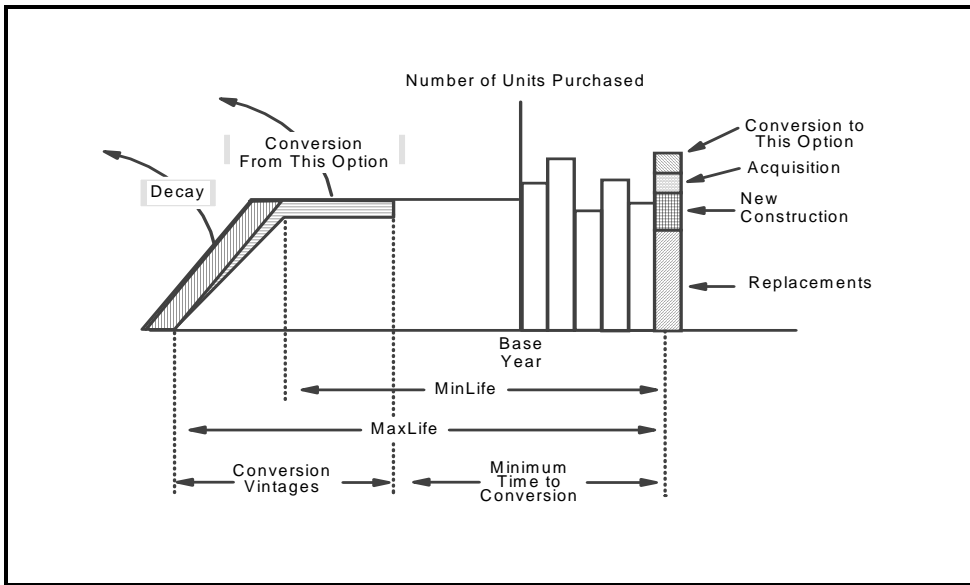 Number of Units Purchased
Conversion to
This Option
Conversion
From This Option
Acquisition
Decay
New
Construction
Replacements
Base
Year
MinLife
MaxLife
Conversion
Vintages
Minimum
Time to
Conversion